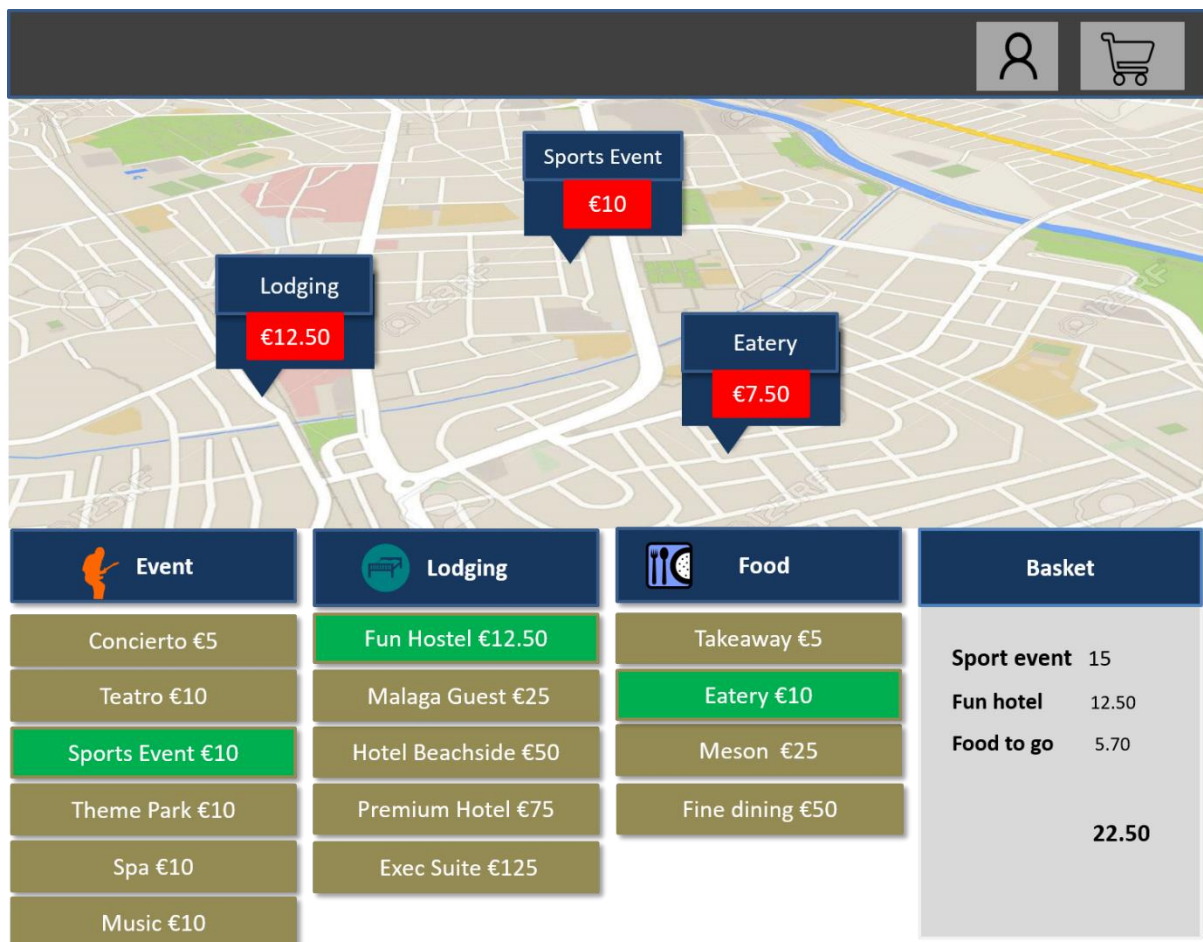 Sports Event
€10
Lodging
€12.50
Eatery
€7.50
Event
Concierto €5
Teatro €10
Sports Event €10
Theme Park €10
Spa €10
Music €10
Lodging
Fun Hostel €12.50
Malaga Guest €25
Hotel Beachside €50
Premium Hotel €75
Exec Suite €125
Food
Takeaway €5
Eatery €10
Meson €25
Fine dining €50
Basket
Sport event 15
Fun hotel 12.50
Food to go 5.70
22.50